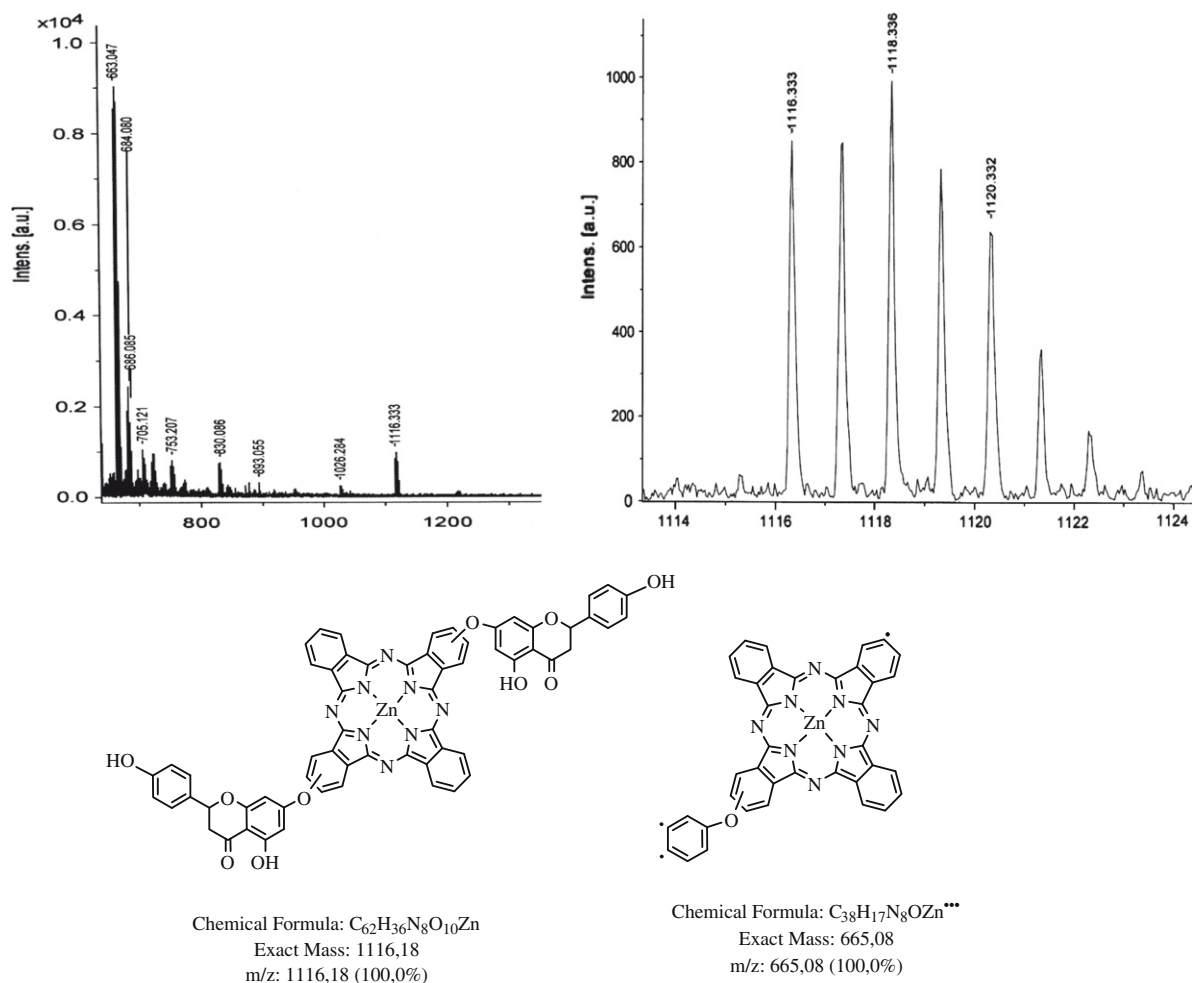 ×10⁴
Intens. [a.u.]
1.0
0.8
0.6
0.4
0.2
0.0
800
1000
1200
-663.047
684.080
686.085
-705.121
-753.207
-830.086
-893.055
-1026.284
-1116.333
Intens. [a.u.]
1000
800
600
400
200
0
1114
1116
1118
1120
1122
1124
-1116.333
-1118.336
-1120.332
OH
O
O
N
HO
O
N
N
N
Zn
N
N
N
HO
O
O
N
O
OH
N
N
N
N
Zn
N
N
N
N
O
Chemical Formula: C₆₂H₃₆N₈O₁₀Zn
Exact Mass: 1116,18
m/z: 1116,18 (100,0%)
Chemical Formula: C₃₈H₁₇N₈OZn•••
Exact Mass: 665,08
m/z: 665,08 (100,0%)